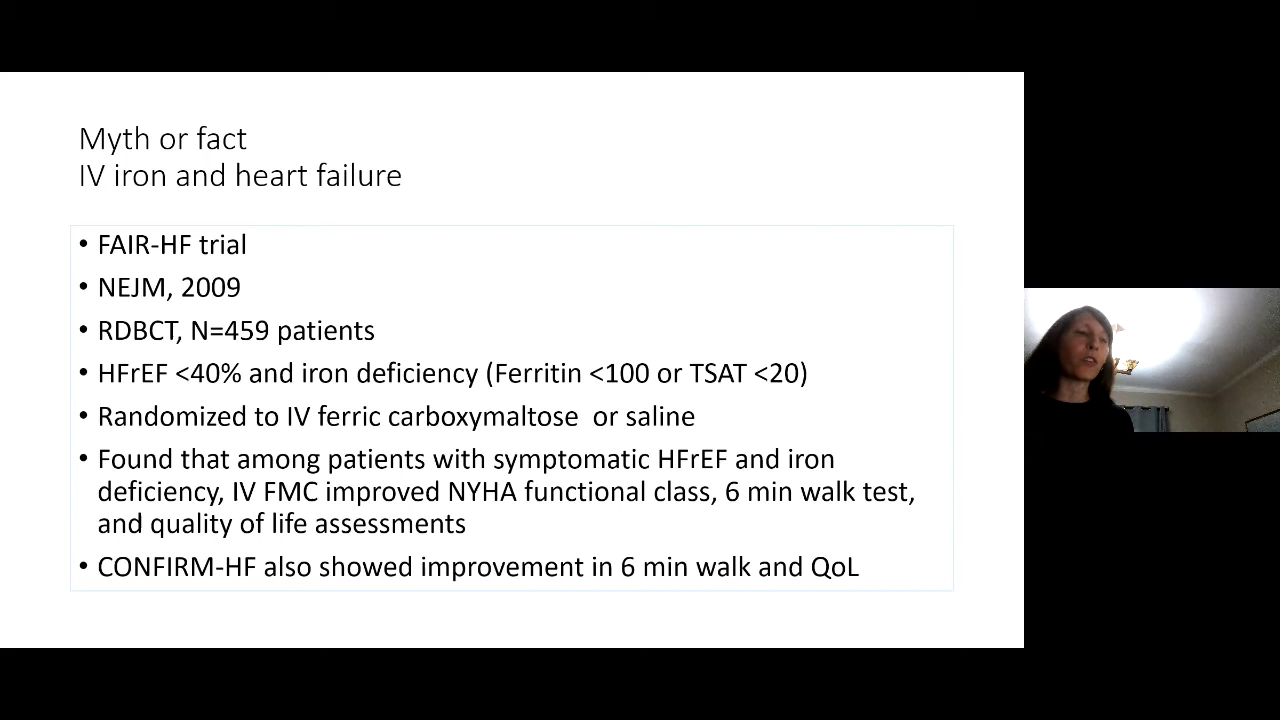 Myth or fact
IV iron and heart failure
• FAIR-HF trial
• NEJM, 2009
• RDBCT, N=459 patients
• HFrEF <40% and iron deficiency (Ferritin <100 or TSAT <20)
• Randomized to IV ferric carboxymaltose  or saline
• Found that among patients with symptomatic HFrEF and iron
deficiency, IV FMC improved NYHA functional class, 6 min walk test,
and quality of life assessments
• CONFIRM-HF also showed improvement in 6 min walk and QoL